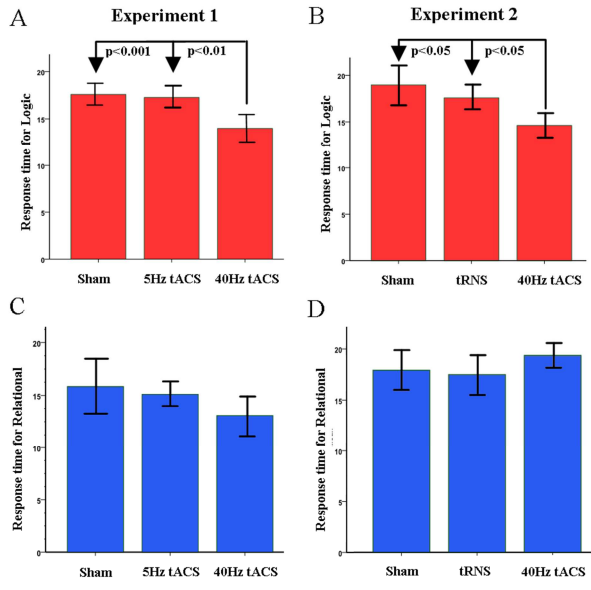 A
Experiment 1
p<0.001
p<0.01
Response time for Logic
20
15
10
5
0
Sham
5Hz tACS
40Hz tACS
B
Experiment 2
p<0.05
p<0.05
Response time for Logic
20
15
10
5
0
Sham
tRNS
40Hz tACS
C
Response time for Relational
20
15
10
5
0
Sham
5Hz tACS
40Hz tACS
D
Response time for Relational
20
15
10
5
0
Sham
tRNS
40Hz tACS